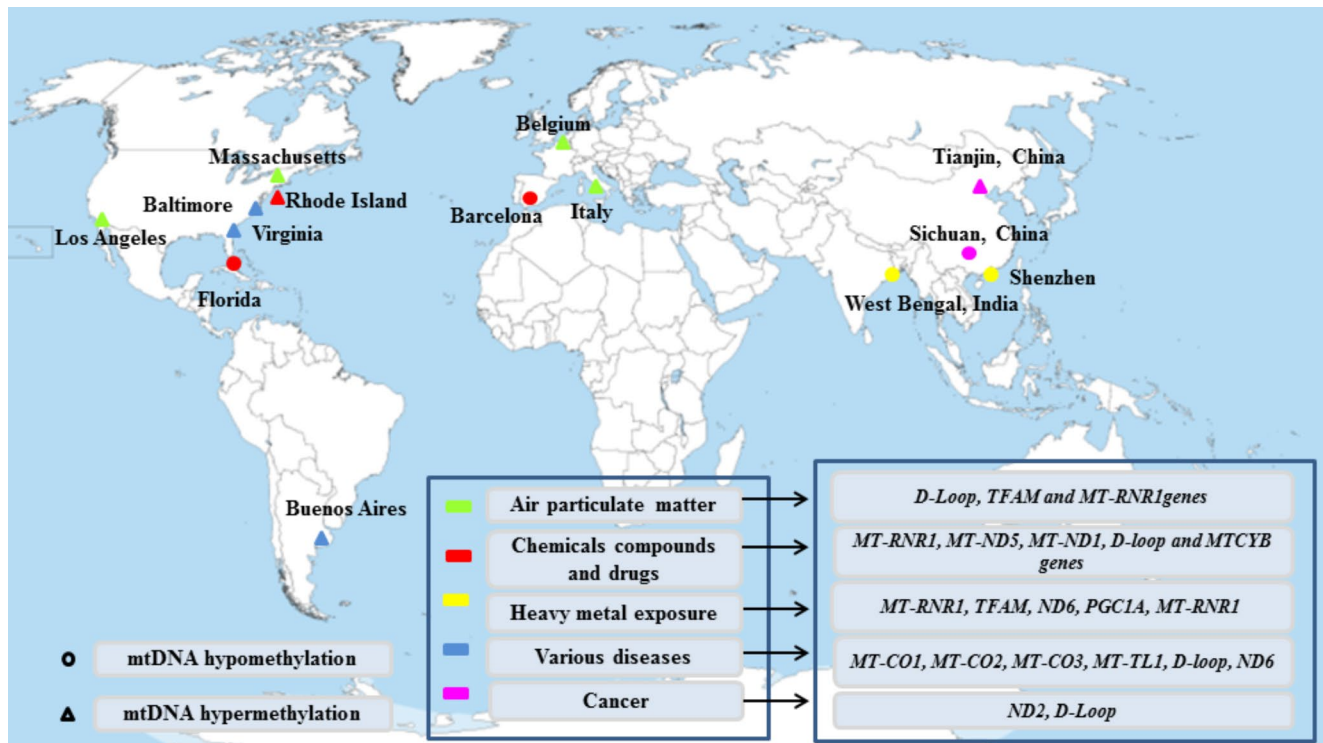 Belgium
Massachusetts
Tianjin, China
Baltimore
Rhode Island
Barcelona
Italy
Los Angeles
Virginia
Sichuan, China
Shenzhen
Florida
West Bengal, India
Buenos Aires
Air particulate matter
D-Loop, TFAM and MT-RNR1genes
Chemicals compounds
and drugs
MT-RNR1, MT-ND5, MT-ND1, D-loop and MTCYB
genes
Heavy metal exposure
MT-RNR1, TFAM, ND6, PGC1A, MT-RNR1
mtDNA hypomethylation
Various diseases
MT-CO1, MT-CO2, MT-CO3, MT-TL1, D-loop, ND6
Cancer
mtDNA hypermethylation
ND2, D-Loop